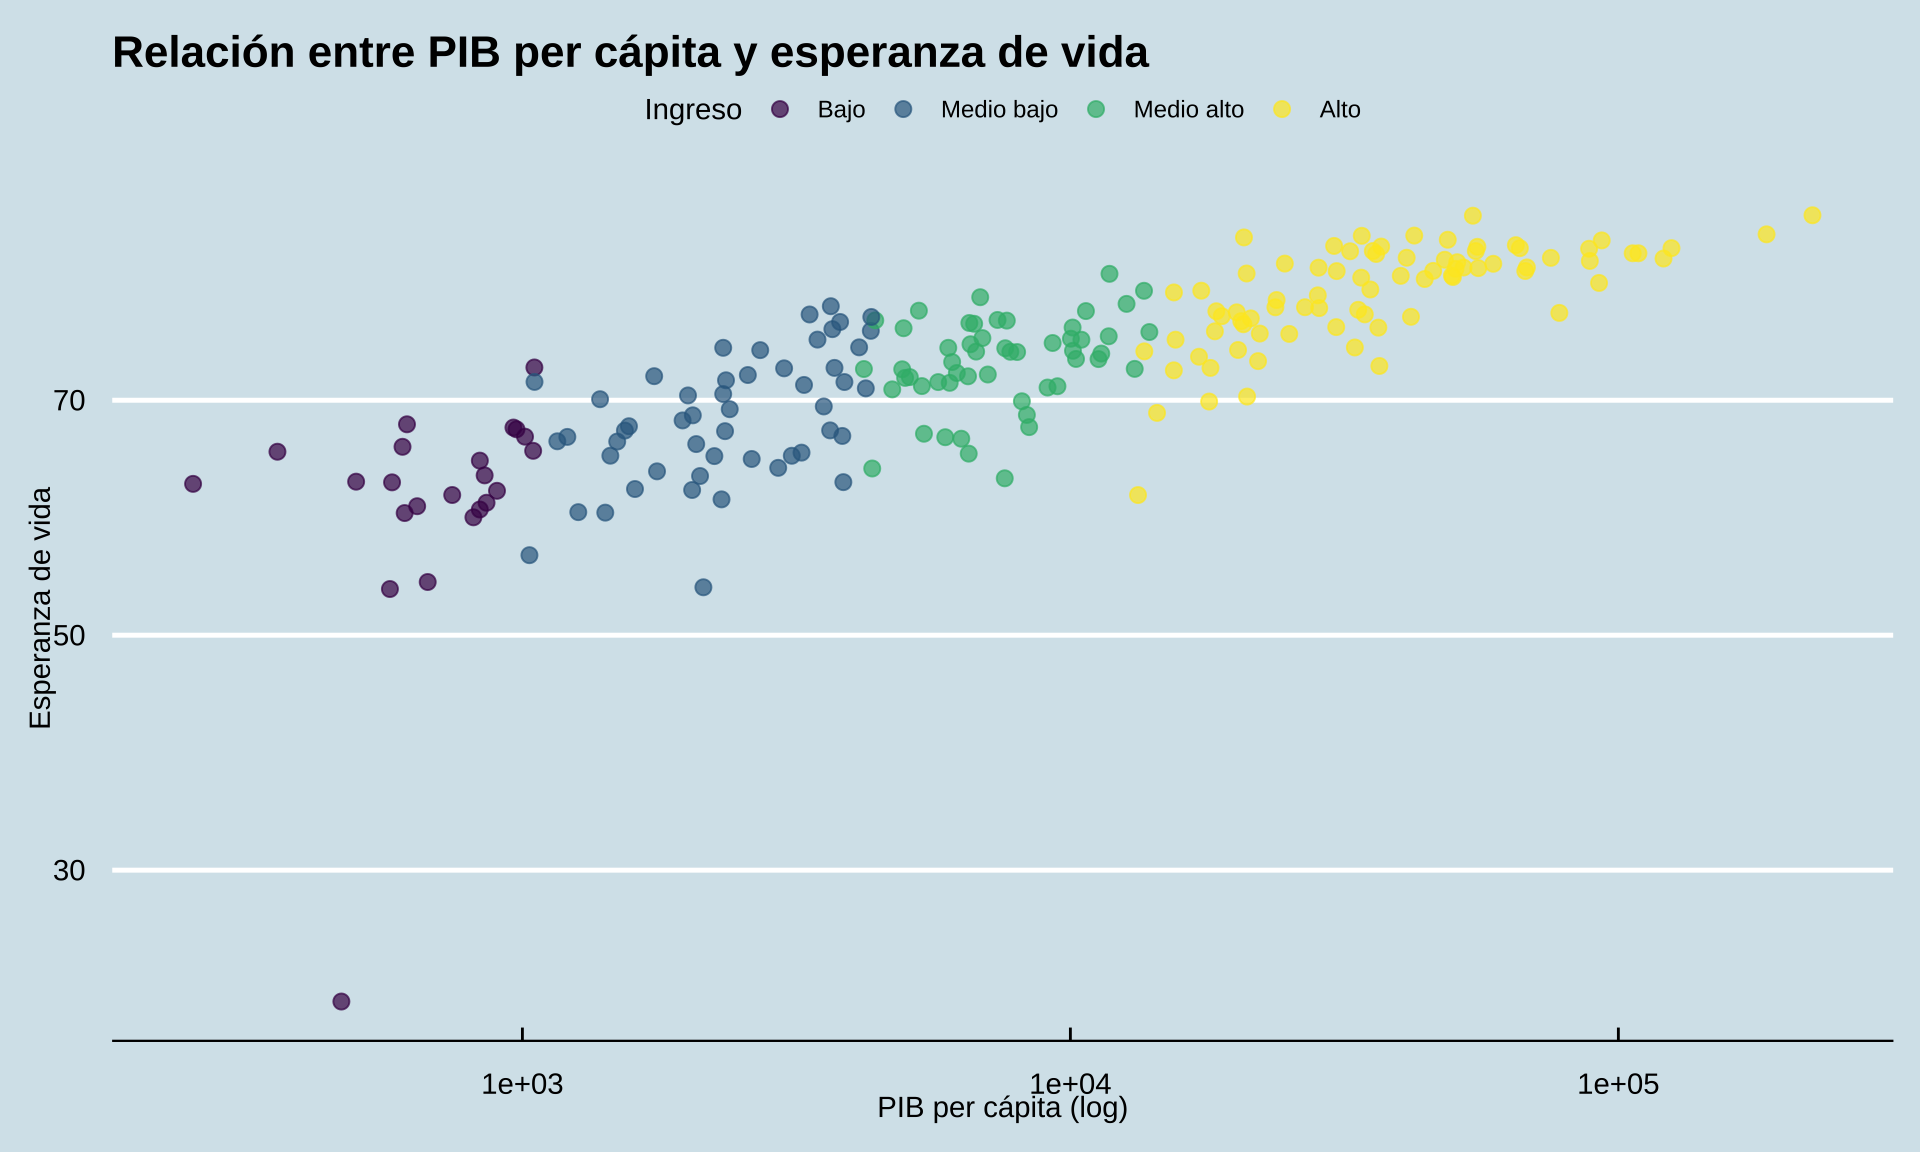 Relación entre PIB per cápita y esperanza de vida
Ingreso Bajo Medio bajo Medio alto Alto
Esperanza de vida
70
50
30
1e+03 1e+04 1e+05
PIB per cápita (log)